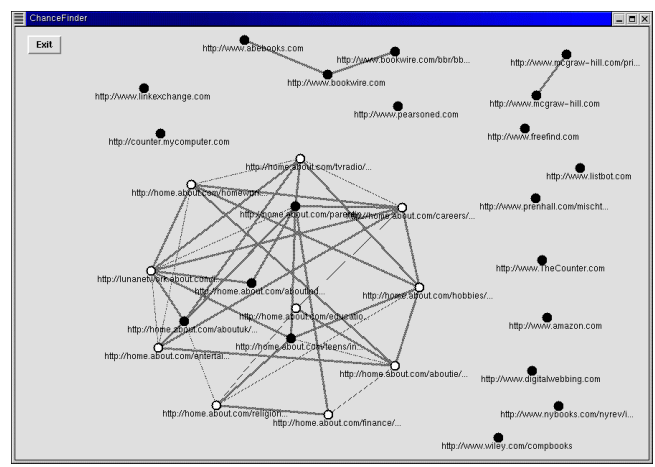 ChanceFinder
Exit
http://www.abebooks.com
http://www.bookwire.com/bbr/bb...
http://www.mcgraw-hill.com/pri...
http://www.bookwire.com
http://www.linkexchange.com
http://www.mcgraw-hill.com
http://www.pearsoned.com
http://www.freefind.com
http://counter.mycomputer.com
http://home.about.com/tvradio/...
http://www.listbot.com
http://home.about.com/homewo
http://www.prenhall.com/mischt...
http://home.about.com/parenti
http://home.about.com/careers/...
http://www.TheCounter.com
http://lunanetwork.about.com/
http://home.about.com/aboutad...
http://home.about.com/hobbies/...
http://home.about.com/educatio...
http://www.amazon.com
http://home.about.com/aboutuk/...
http://home.about.com/teens/in...
http://home.about.com/entertai...
http://home.about.com/aboutie/...
http://www.digitalwebbing.com
http://home.about.com/religion...
http://home.about.com/finance/...
http://www.nybooks.com/nyrev/i...
http://www.wiley.com/compbooks